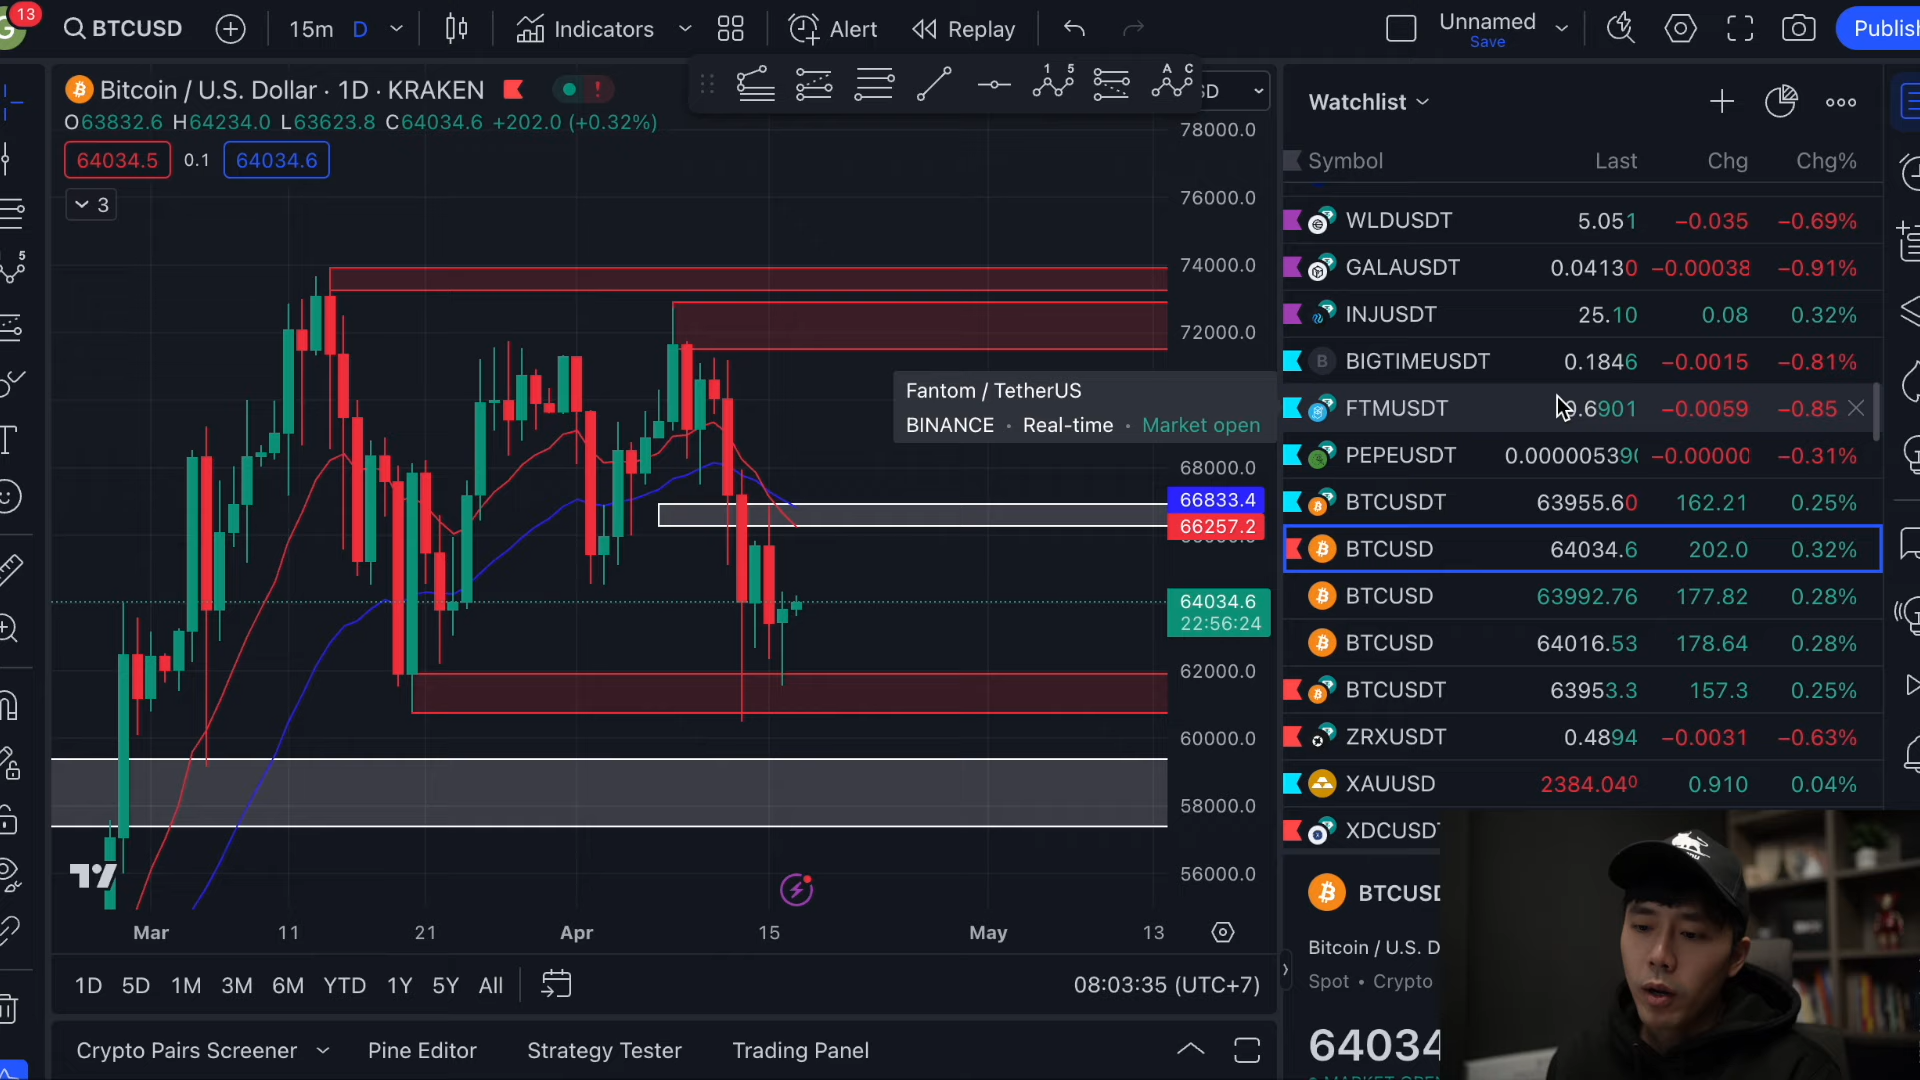 13
BTCUSD
15m D
Indicators
Alert
Replay
Unnamed
Save
Publish
Bitcoin / U.S. Dollar · 1D · KRAKEN
O63832.6 H64234.0 L63623.8 C64034.6 +202.0 (+0.32%)
64034.5 0.1 64034.6
3
78000.0
76000.0
74000.0
72000.0
68000.0
66833.4
66257.2
64034.6
22:56:24
62000.0
60000.0
58000.0
56000.0
Fantom / TetherUS
BINANCE · Real-time · Market open
Mar 11 21 Apr 15 May 13
1D 5D 1M 3M 6M YTD 1Y 5Y All
08:03:35 (UTC+7)
Crypto Pairs Screener Pine Editor Strategy Tester Trading Panel
Watchlist
Symbol Last Chg Chg%
WLDUSDT 5.051 −0.035 −0.69%
GALAUSDT 0.04130 −0.00038 −0.91%
INJUSDT 25.10 0.08 0.32%
BIGTIMEUSDT 0.1846 −0.0015 −0.81%
FTMUSDT .6901 −0.0059 −0.85
PEPEUSDT 0.00000539 −0.00000 −0.31%
BTCUSDT 63955.60 162.21 0.25%
BTCUSD 64034.6 202.0 0.32%
BTCUSD 63992.76 177.82 0.28%
BTCUSD 64016.53 178.64 0.28%
BTCUSDT 63953.3 157.3 0.25%
ZRXUSDT 0.4894 −0.0031 −0.63%
XAUUSD 2384.040 0.910 0.04%
XDCUSD
BTCUSD
Bitcoin / U.S. D
Spot • Crypto
64034